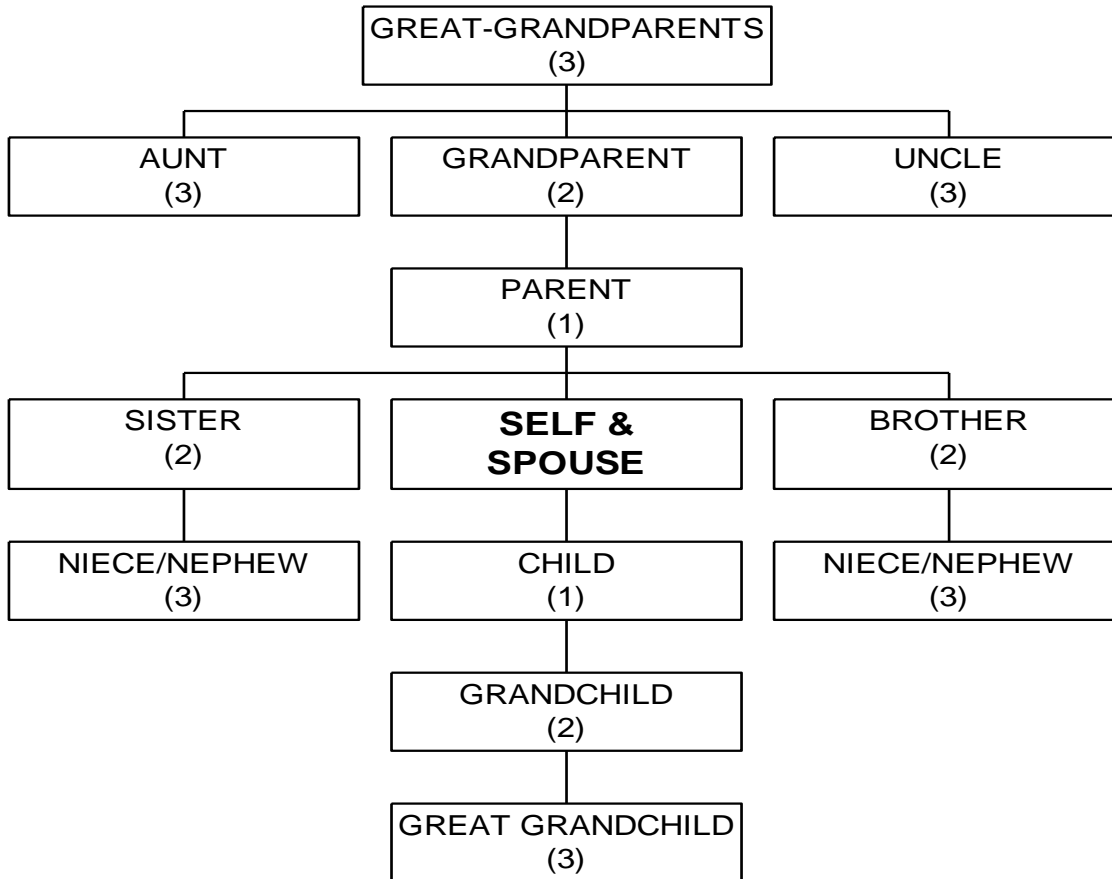 GREAT-GRANDPARENTS
(3)
AUNT
(3)
GRANDPARENT
(2)
UNCLE
(3)
PARENT
(1)
SISTER
(2)
SELF &
SPOUSE
BROTHER
(2)
NIECE/NEPHEW
(3)
CHILD
(1)
NIECE/NEPHEW
(3)
GRANDCHILD
(2)
GREAT GRANDCHILD
(3)